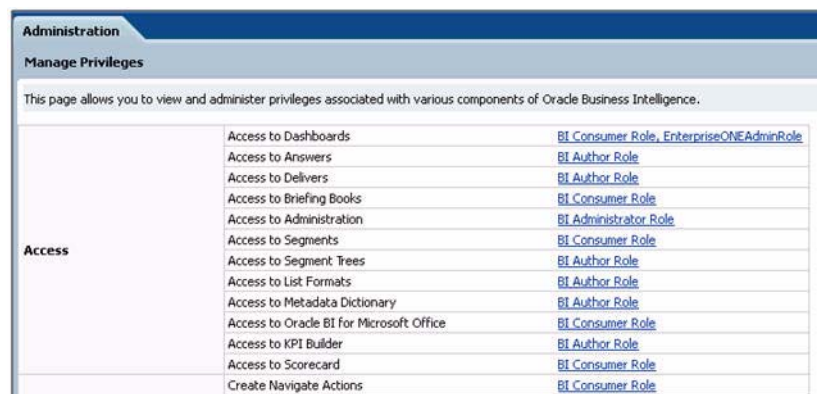 Administration
Manage Privileges
This page allows you to view and administer privileges associated with various components of Oracle Business Intelligence.
Access
Access to Dashboards BI Consumer Role, EnterpriseONEAdminRole
Access to Answers BI Author Role
Access to Delivers BI Author Role
Access to Briefing Books BI Consumer Role
Access to Administration BI Administrator Role
Access to Segments BI Consumer Role
Access to Segment Trees BI Author Role
Access to List Formats BI Author Role
Access to Metadata Dictionary BI Author Role
Access to Oracle BI for Microsoft Office BI Consumer Role
Access to KPI Builder BI Author Role
Access to Scorecard BI Consumer Role
Create Navigate Actions BI Consumer Role